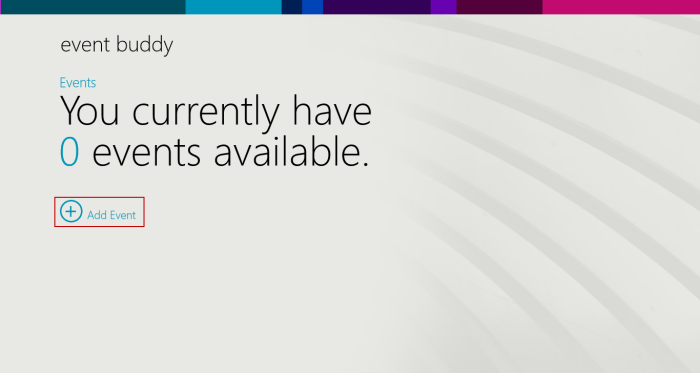 event buddy
Events
You currently have
0 events available.
Add Event